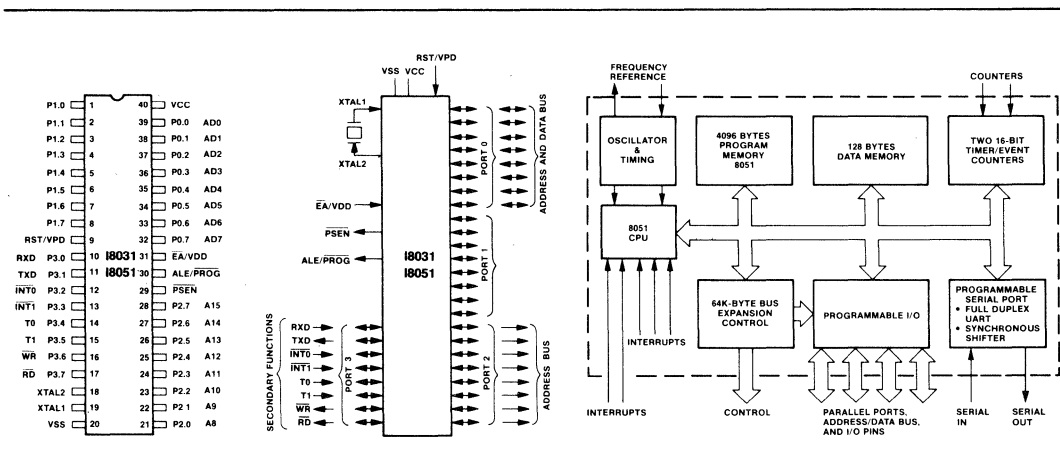 P1.0 1 40 VCC
P1.1 2 39 P0.0 AD0
P1.2 3 38 P0.1 AD1
P1.3 4 37 P0.2 AD2
P1.4 5 36 P0.3 AD3
P1.5 6 35 P0.4 AD4
P1.6 7 34 P0.5 AD5
P1.7 8 33 P0.6 AD6
RST/VPD 9 32 P0.7 AD7
RXD P3.0 10 I8031 31 EA/VDD
TXD P3.1 11 I8051 30 ALE/PROG
INT0 P3.2 12 29 PSEN
INT1 P3.3 13 28 P2.7 A15
T0 P3.4 14 27 P2.6 A14
T1 P3.5 15 26 P2.5 A13
WR P3.6 16 25 P2.4 A12
RD P3.7 17 24 P2.3 A11
XTAL2 18 23 P2.2 A10
XTAL1 19 22 P2 1 A9
VSS 20 21 P2.0 A8
RST/VPD
VSS VCC
XTAL1
XTAL2
EA/VDD
PSEN
ALE/PROG
I8031
I8051
PORT 0
ADDRESS AND DATA BUS
PORT 1
SECONDARY FUNCTIONS
RXD
TXD
INT0
INT1
T0
T1
WR
RD
PORT 3
PORT 2
ADDRESS BUS
FREQUENCY
REFERENCE
COUNTERS
OSCILLATOR
&
TIMING
4096 BYTES
PROGRAM
MEMORY
8051
128 BYTES
DATA MEMORY
TWO 16-BIT
TIMER/EVENT
COUNTERS
8051
CPU
64K-BYTE BUS
EXPANSION
CONTROL
PROGRAMMABLE I/O
PROGRAMMABLE
SERIAL PORT
• FULL DUPLEX
UART
• SYNCHRONOUS
SHIFTER
INTERRUPTS
INTERRUPTS
CONTROL
PARALLEL PORTS,
ADDRESS/DATA BUS,
AND I/O PINS
SERIAL
IN
SERIAL
OUT